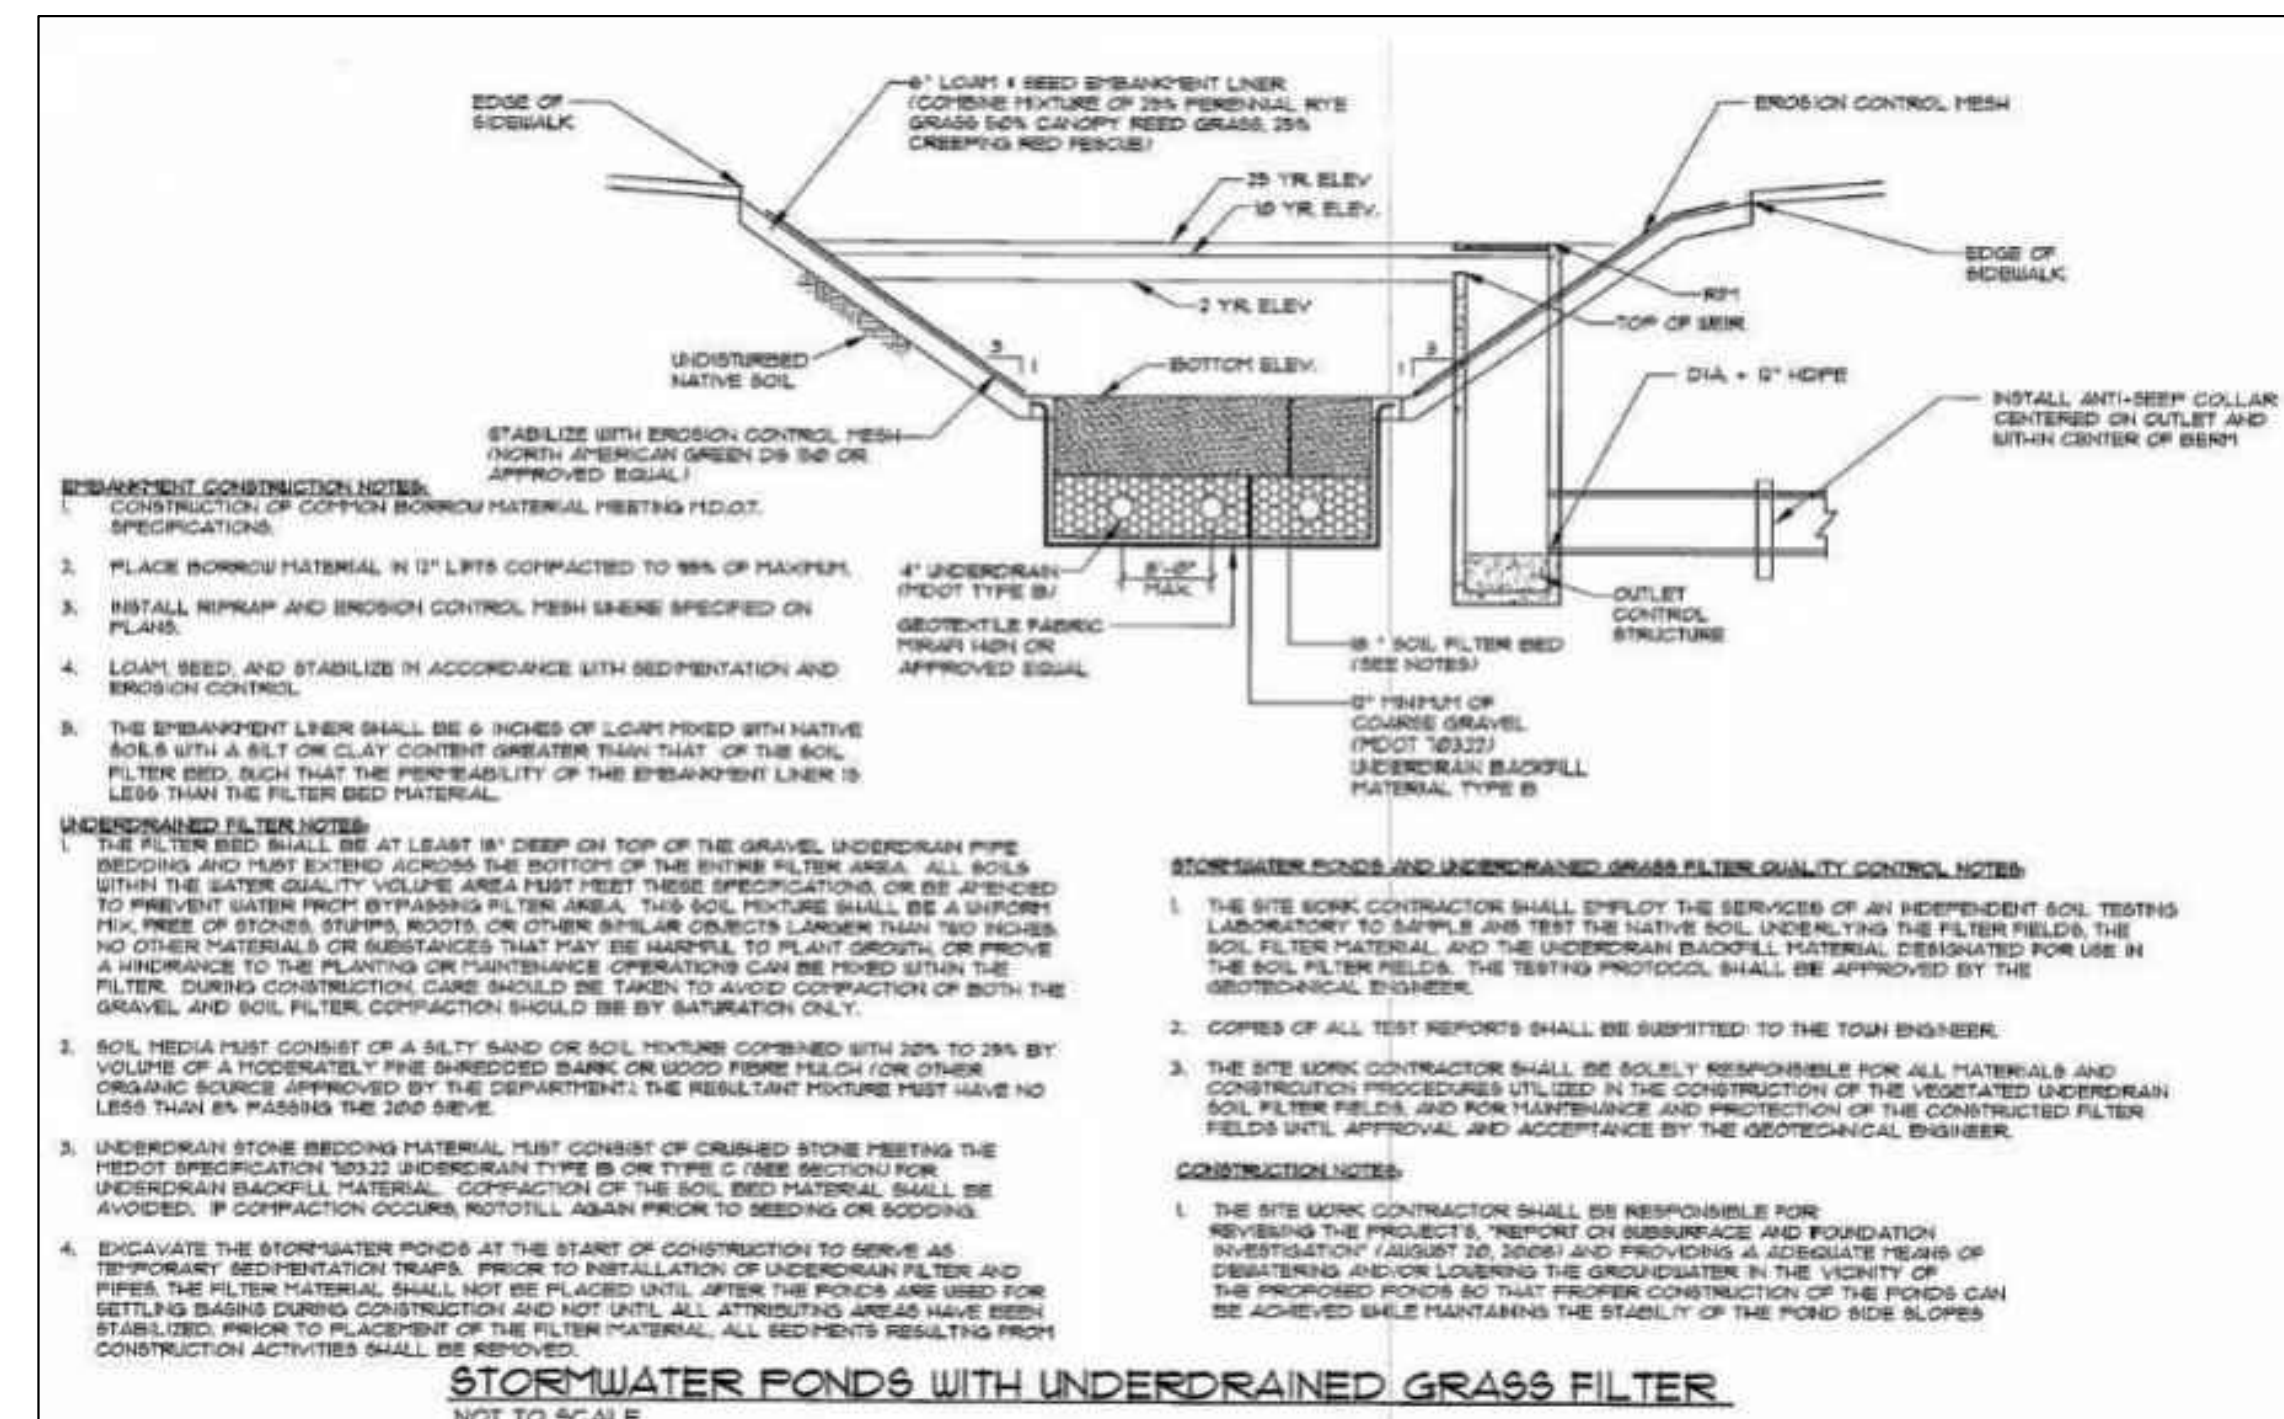 EDGE OF
SIDEWALK
6" LOAM & SEED EMBANKMENT LINER
(COMBINE MIXTURE OF 25% PERENNIAL RYE
GRASS 50% CANOPY REED GRASS, 25%
CREEPING RED FESCUE)
EROSION CONTROL MESH
25 YR. ELEV
10 YR. ELEV.
EDGE OF
SIDEWALK
RIM
2 YR. ELEV
TOP OF WEIR
UNDISTURBED
NATIVE SOIL
3
1
BOTTOM ELEV.
3
1
DIA. = 12" HDPE
INSTALL ANTI-SEEP COLLAR
CENTERED ON OUTLET AND
WITHIN CENTER OF BERM
STABILIZE WITH EROSION CONTROL MESH
(NORTH AMERICAN GREEN DS 150 OR
APPROVED EQUAL)
4" UNDERDRAIN
(MDOT TYPE B)
MAX.
GEOTEXTILE FABRIC
MIRAFI 140N OR
APPROVED EQUAL
OUTLET
CONTROL
STRUCTURE
18 " SOIL FILTER BED
(SEE NOTES)
12" MINIMUM OF
COARSE GRAVEL
(MDOT 703.22)
UNDERDRAIN BACKFILL
MATERIAL TYPE B
EMBANKMENT CONSTRUCTION NOTES:
1. CONSTRUCTION OF COMMON BORROW MATERIAL MEETING M.D.O.T.
SPECIFICATIONS.
2. PLACE BORROW MATERIAL IN 12" LIFTS COMPACTED TO 95% OF MAXIMUM.
3. INSTALL RIPRAP AND EROSION CONTROL MESH WHERE SPECIFIED ON
PLANS.
4. LOAM, SEED, AND STABILIZE IN ACCORDANCE WITH SEDIMENTATION AND
EROSION CONTROL
5. THE EMBANKMENT LINER SHALL BE 6 INCHES OF LOAM MIXED WITH NATIVE
SOILS WITH A SILT OR CLAY CONTENT GREATER THAN THAT OF THE SOIL
FILTER BED, SUCH THAT THE PERMEABILITY OF THE EMBANKMENT LINER IS
LESS THAN THE FILTER BED MATERIAL.
UNDERDRAINED FILTER NOTES:
1. THE FILTER BED SHALL BE AT LEAST 18" DEEP ON TOP OF THE GRAVEL UNDERDRAIN PIPE
BEDDING AND MUST EXTEND ACROSS THE BOTTOM OF THE ENTIRE FILTER AREA. ALL SOILS
WITHIN THE WATER QUALITY VOLUME AREA MUST MEET THESE SPECIFICATIONS, OR BE AMENDED
TO PREVENT WATER FROM BYPASSING FILTER AREA. THIS SOIL MIXTURE SHALL BE A UNIFORM
MIX, FREE OF STONES, STUMPS, ROOTS, OR OTHER SIMILAR OBJECTS LARGER THAN TWO INCHES.
NO OTHER MATERIALS OR SUBSTANCES THAT MAY BE HARMFUL TO PLANT GROWTH, OR PROVE
A HINDRANCE TO THE PLANTING OR MAINTENANCE OPERATIONS CAN BE MIXED WITHIN THE
FILTER. DURING CONSTRUCTION, CARE SHOULD BE TAKEN TO AVOID COMPACTION OF BOTH THE
GRAVEL AND SOIL FILTER. COMPACTION SHOULD BE BY SATURATION ONLY.
2. SOIL MEDIA MUST CONSIST OF A SILTY SAND OR SOIL MIXTURE COMBINED WITH 20% TO 25% BY
VOLUME OF A MODERATELY FINE SHREDDED BARK OR WOOD FIBRE MULCH (OR OTHER
ORGANIC SOURCE APPROVED BY THE DEPARTMENT). THE RESULTANT MIXTURE MUST HAVE NO
LESS THAN 8% PASSING THE 200 SIEVE.
3. UNDERDRAIN STONE BEDDING MATERIAL MUST CONSIST OF CRUSHED STONE MEETING THE
MEDOT SPECIFICATION 703.22 UNDERDRAIN TYPE B OR TYPE C (SEE SECTION) FOR
UNDERDRAIN BACKFILL MATERIAL. COMPACTION OF THE SOIL BED MATERIAL SHALL BE
AVOIDED. IF COMPACTION OCCURS, ROTOTILL AGAIN PRIOR TO SEEDING OR SODDING.
4. EXCAVATE THE STORMWATER PONDS AT THE START OF CONSTRUCTION TO SERVE AS
TEMPORARY SEDIMENTATION TRAPS. PRIOR TO INSTALLATION OF UNDERDRAIN FILTER AND
PIPES, THE FILTER MATERIAL SHALL NOT BE PLACED UNTIL AFTER THE PONDS ARE USED FOR
SETTLING BASINS DURING CONSTRUCTION AND NOT UNTIL ALL ATTRIBUTING AREAS HAVE BEEN
STABILIZED. PRIOR TO PLACEMENT OF THE FILTER MATERIAL, ALL SEDIMENTS RESULTING FROM
CONSTRUCTION ACTIVITIES SHALL BE REMOVED.
STORMWATER PONDS AND UNDERDRAINED GRASS FILTER QUALITY CONTROL NOTES:
1. THE SITE WORK CONTRACTOR SHALL EMPLOY THE SERVICES OF AN INDEPENDENT SOIL TESTING
LABORATORY TO SAMPLE ANS TEST THE NATIVE SOIL UNDERLYING THE FILTER FIELDS, THE
SOIL FILTER MATERIAL, AND THE UNDERDRAIN BACKFILL MATERIAL DESIGNATED FOR USE IN
THE SOIL FILTER FIELDS. THE TESTING PROTOCOL SHALL BE APPROVED BY THE
GEOTECHNICAL ENGINEER.
2. COPIES OF ALL TEST REPORTS SHALL BE SUBMITTED TO THE TOWN ENGINEER.
3. THE SITE WORK CONTRACTOR SHALL BE SOLELY RESPONSIBLE FOR ALL MATERIALS AND
CONSTRCUTION PROCEDURES UTILIZED IN THE CONSTRUCTION OF THE VEGETATED UNDERDRAIN
SOIL FILTER FIELDS, AND FOR MAINTENANCE AND PROTECTION OF THE CONSTRUCTED FILTER
FIELDS UNTIL APPROVAL AND ACCEPTANCE BY THE GEOTECHNICAL ENGINEER.
CONSTRUCTION NOTES:
1. THE SITE WORK CONTRACTOR SHALL BE RESPONSIBLE FOR
REVIEWING THE PROJECT'S, "REPORT ON SUBSURFACE AND FOUNDATION
INVESTIGATION" (AUGUST 20, 2008) AND PROVIDING A ADEQUATE MEANS OF
DEWATERING AND/OR LOWERING THE GROUNDWATER IN THE VICINITY OF
THE PROPOSED PONDS SO THAT PROPER CONSTRUCTION OF THE PONDS CAN
BE ACHIEVED WHILE MAINTAINING THE STABILIY OF THE POND SIDE SLOPES
STORMWATER PONDS WITH UNDERDRAINED GRASS FILTER
NOT TO SCALE